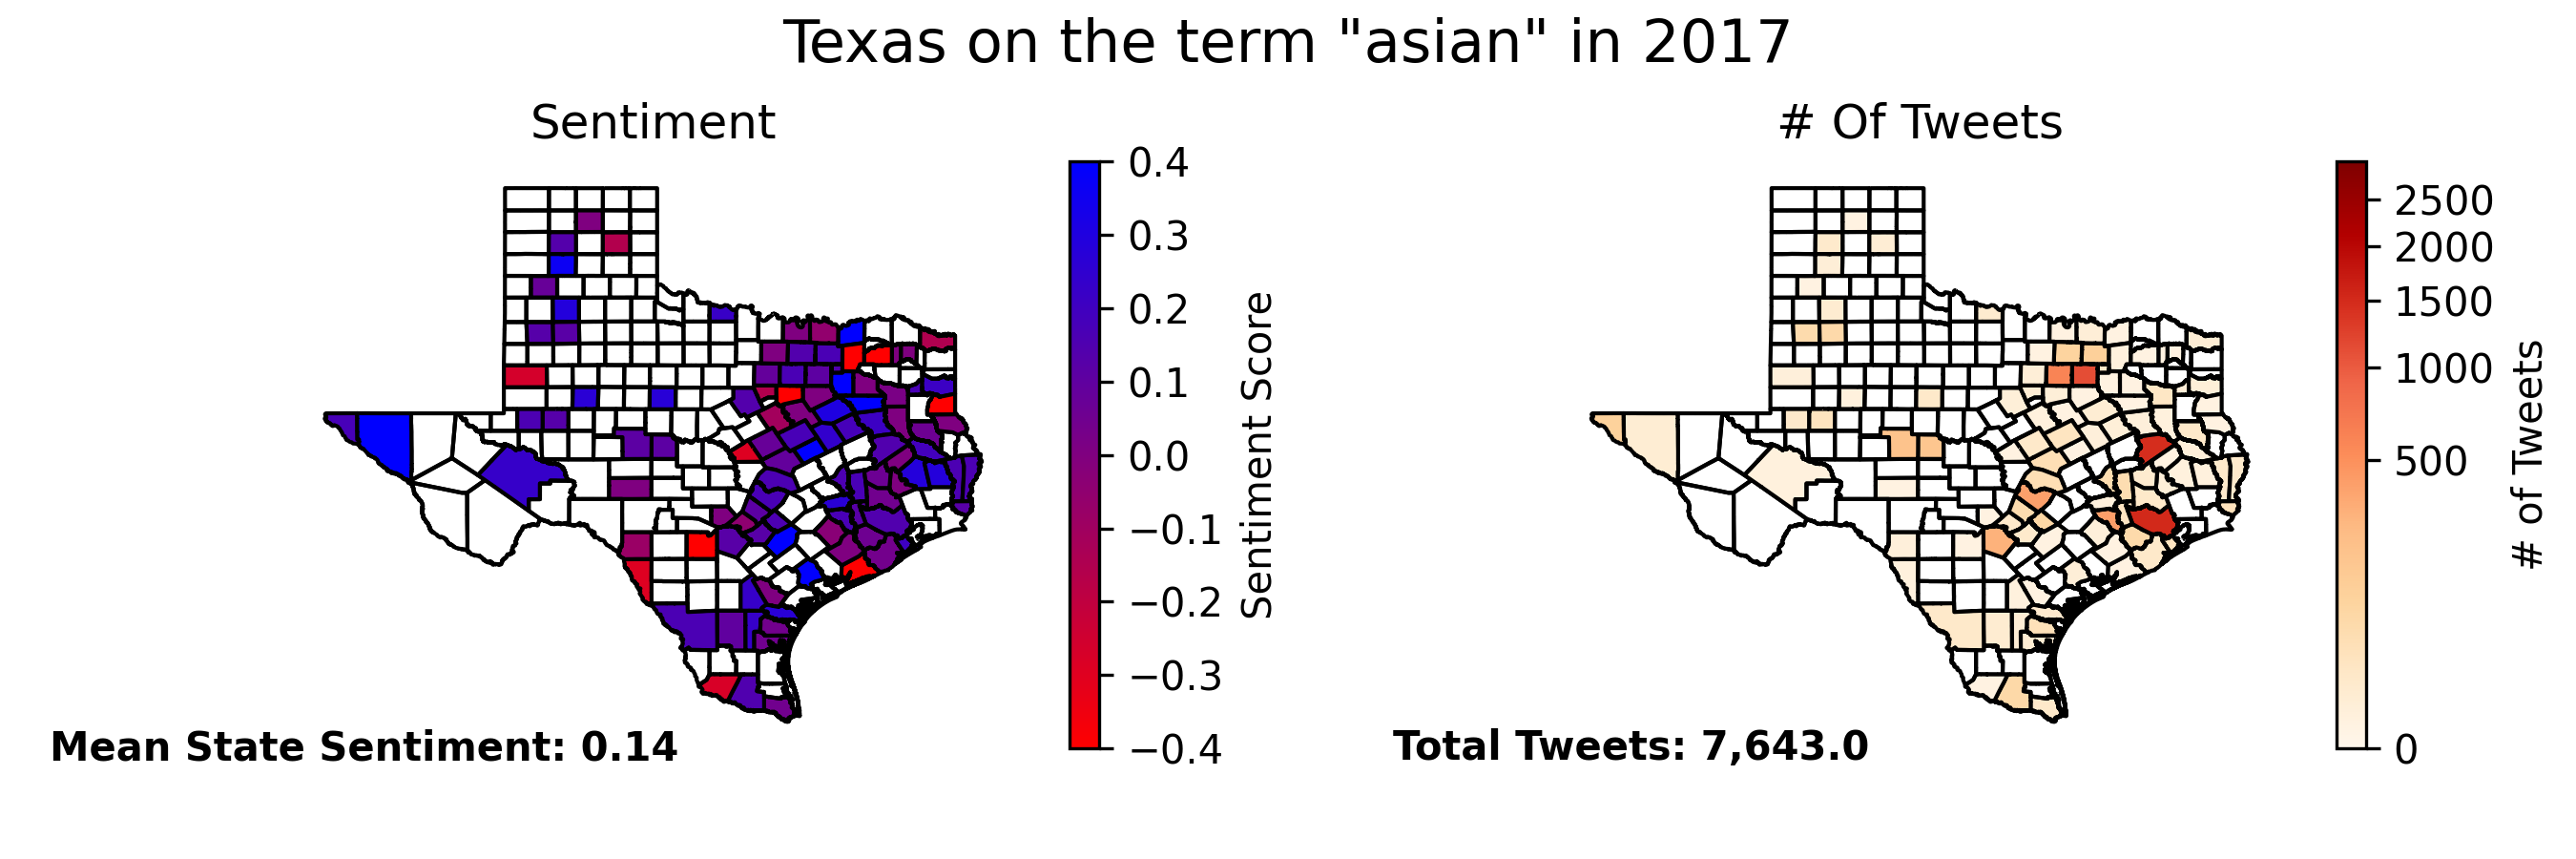 Texas on the term "asian" in 2017
Sentiment
0.4
0.3
0.2
0.1
0.0
−0.1
−0.2
−0.3
−0.4
Sentiment Score
Mean State Sentiment: 0.14
# Of Tweets
2500
2000
1500
1000
500
0
# of Tweets
Total Tweets: 7,643.0